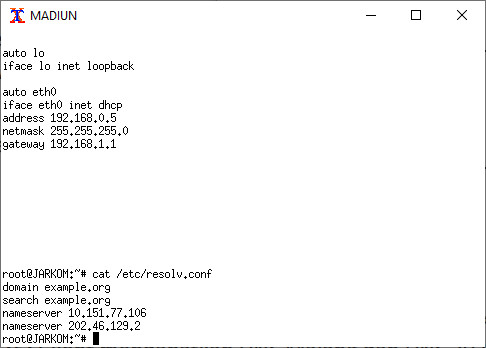 MADIUN
auto lo
iface lo inet loopback
auto eth0
iface eth0 inet dhcp
address 192.168.0.5
netmask 255.255.255.0
gateway 192.168.1.1
root@JARKOM:~# cat /etc/resolv.conf
domain example.org
search example.org
nameserver 10.151.77.106
nameserver 202.46.129.2
root@JARKOM:~#